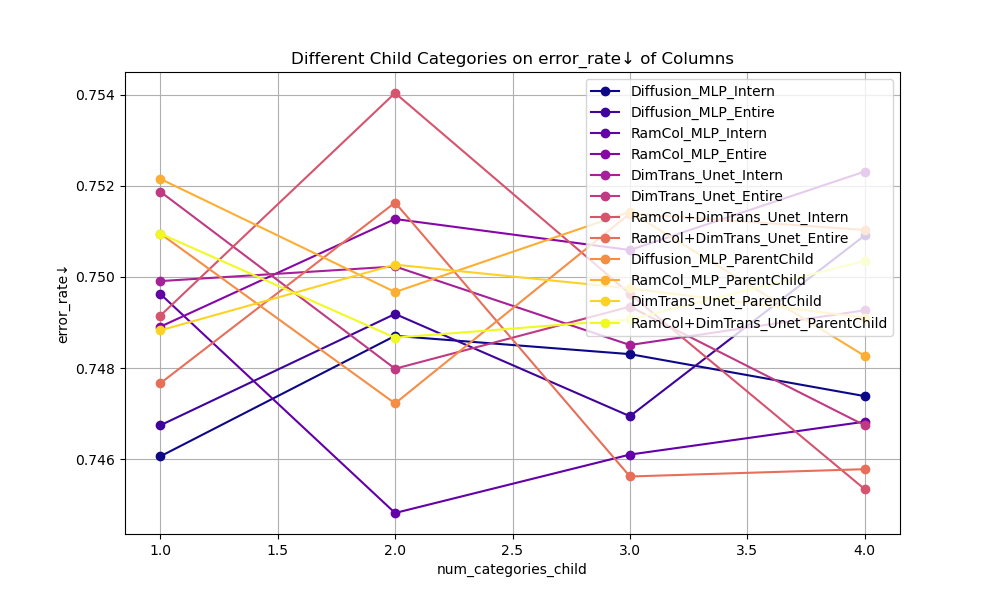 Different Child Categories on error_rate↓ of Columns
error_rate↓
0.754
0.752
0.750
0.748
0.746
Diffusion_MLP_Intern
Diffusion_MLP_Entire
RamCol_MLP_Intern
RamCol_MLP_Entire
DimTrans_Unet_Intern
DimTrans_Unet_Entire
RamCol+DimTrans_Unet_Intern
RamCol+DimTrans_Unet_Entire
Diffusion_MLP_ParentChild
RamCol_MLP_ParentChild
DimTrans_Unet_ParentChild
RamCol+DimTrans_Unet_ParentChild
1.0 1.5 2.0 2.5 3.0 3.5 4.0
num_categories_child